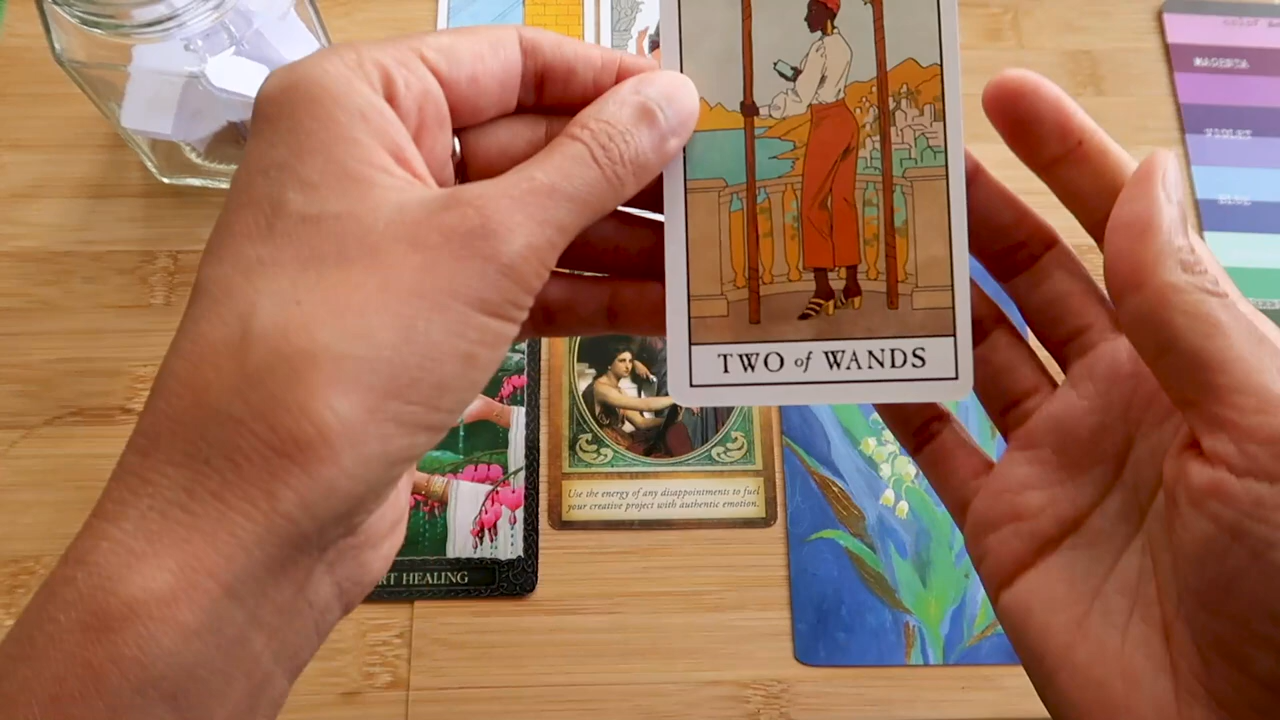 MAGENTA
VIOLET
BLUE
TWO of WANDS
Use the energy of any disappointments to fuel
your creative project with authentic emotion.
RT HEALING